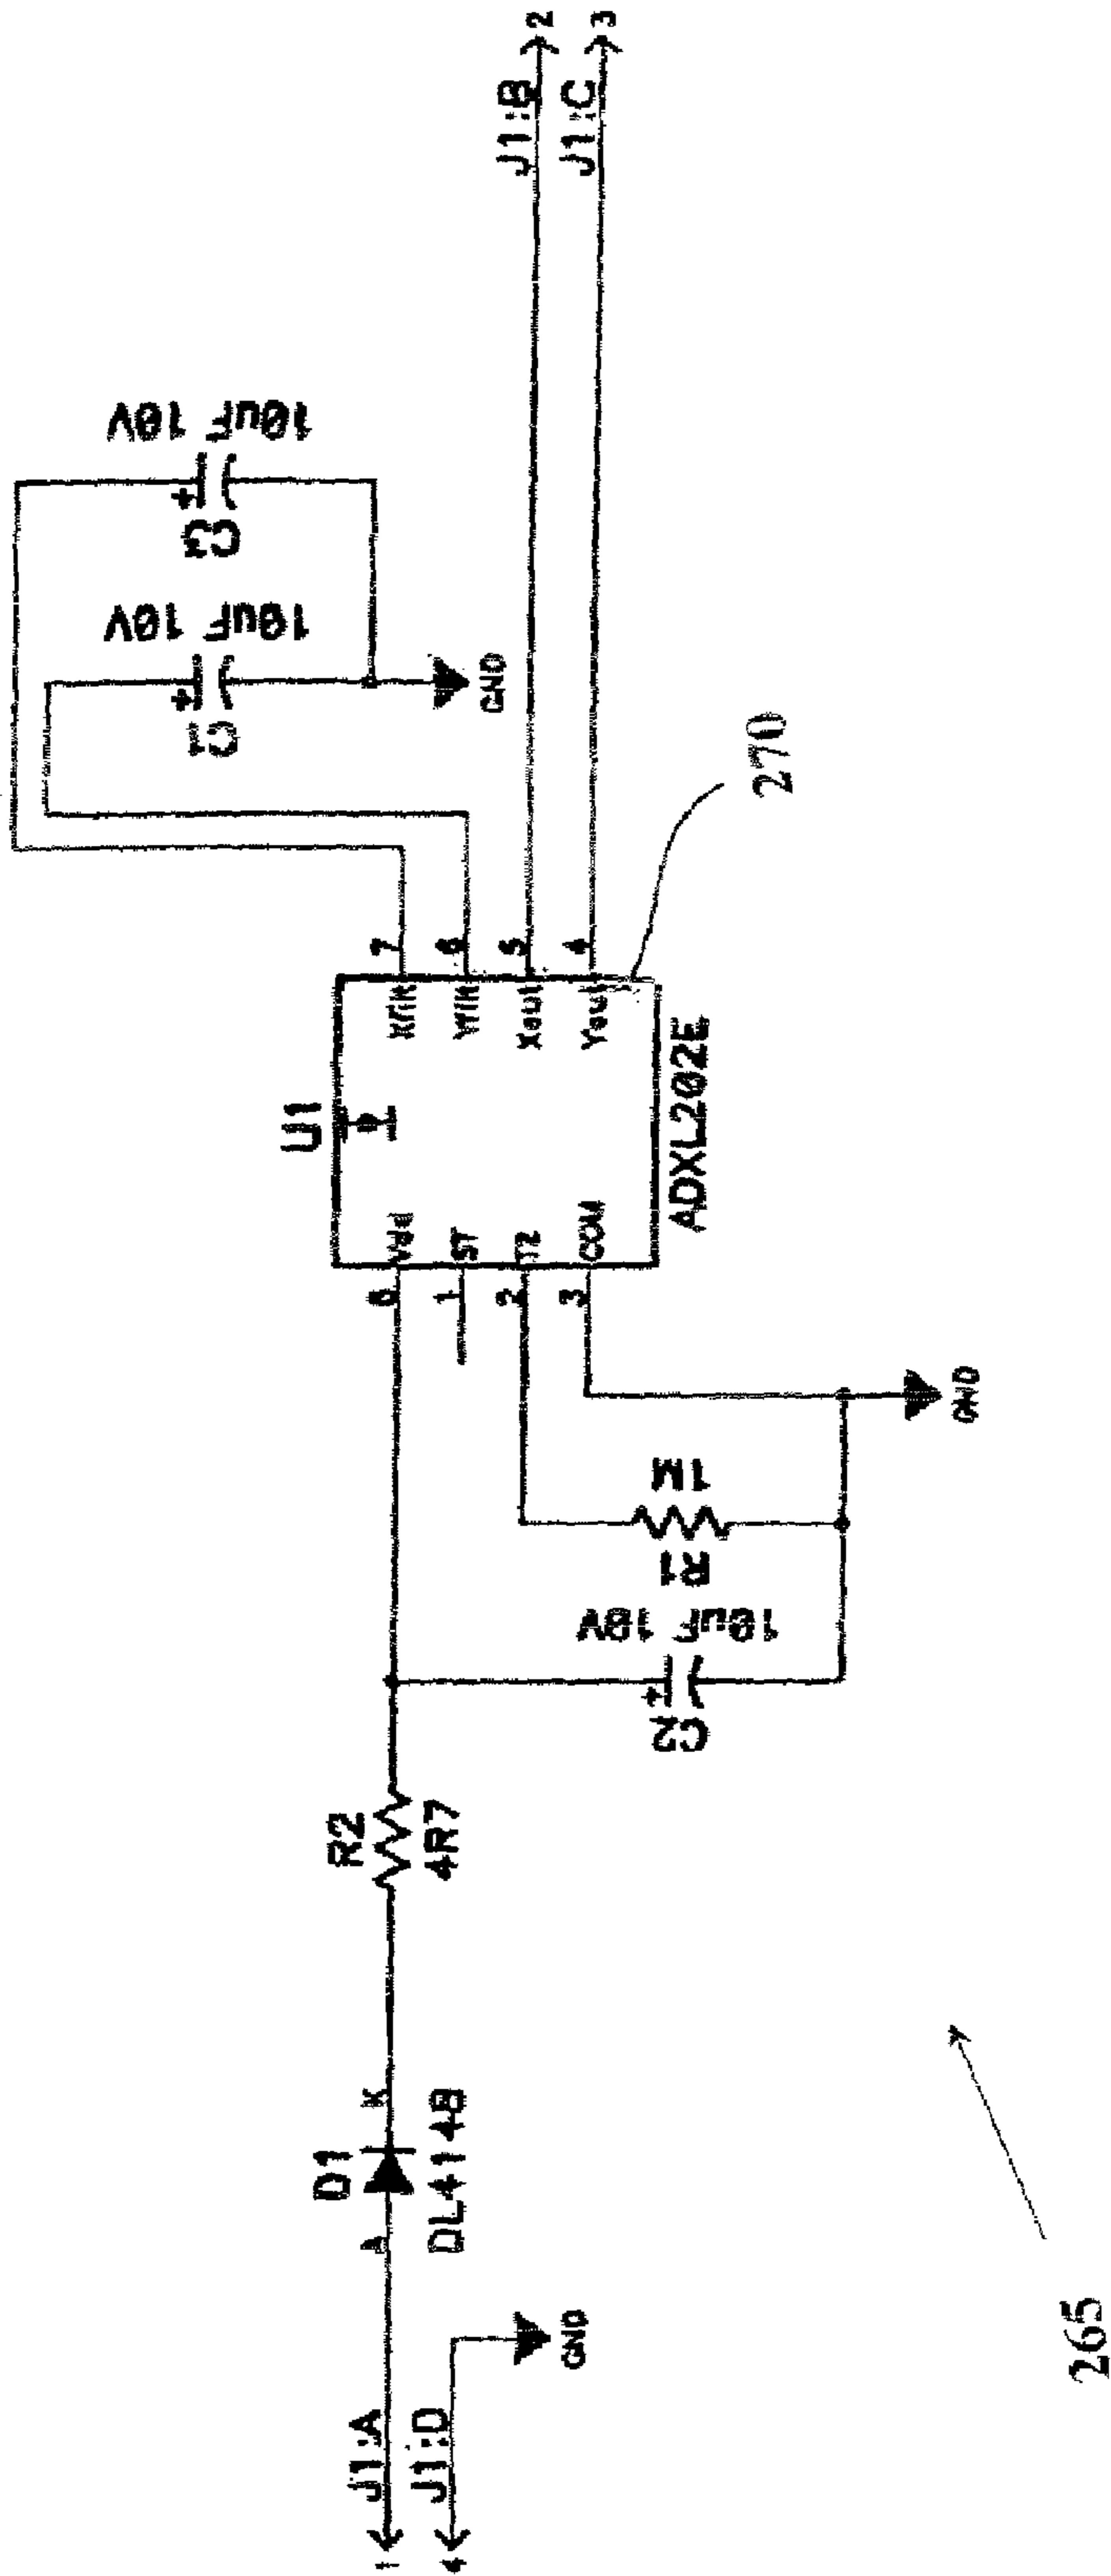 J1:A
1
J1:D
4
GND
D1
A
K
DL4148
R2
4R7
C2
10uF 10V
R1
1M
GND
U1
8
Vdd
1
ST
2
T2
3
COM
7
Xfilt
6
Yfilt
5
Xout
4
Yout
ADXL202E
270
C1
10uF 10V
C3
10uF 10V
GND
J1:B
2
J1:C
3
265